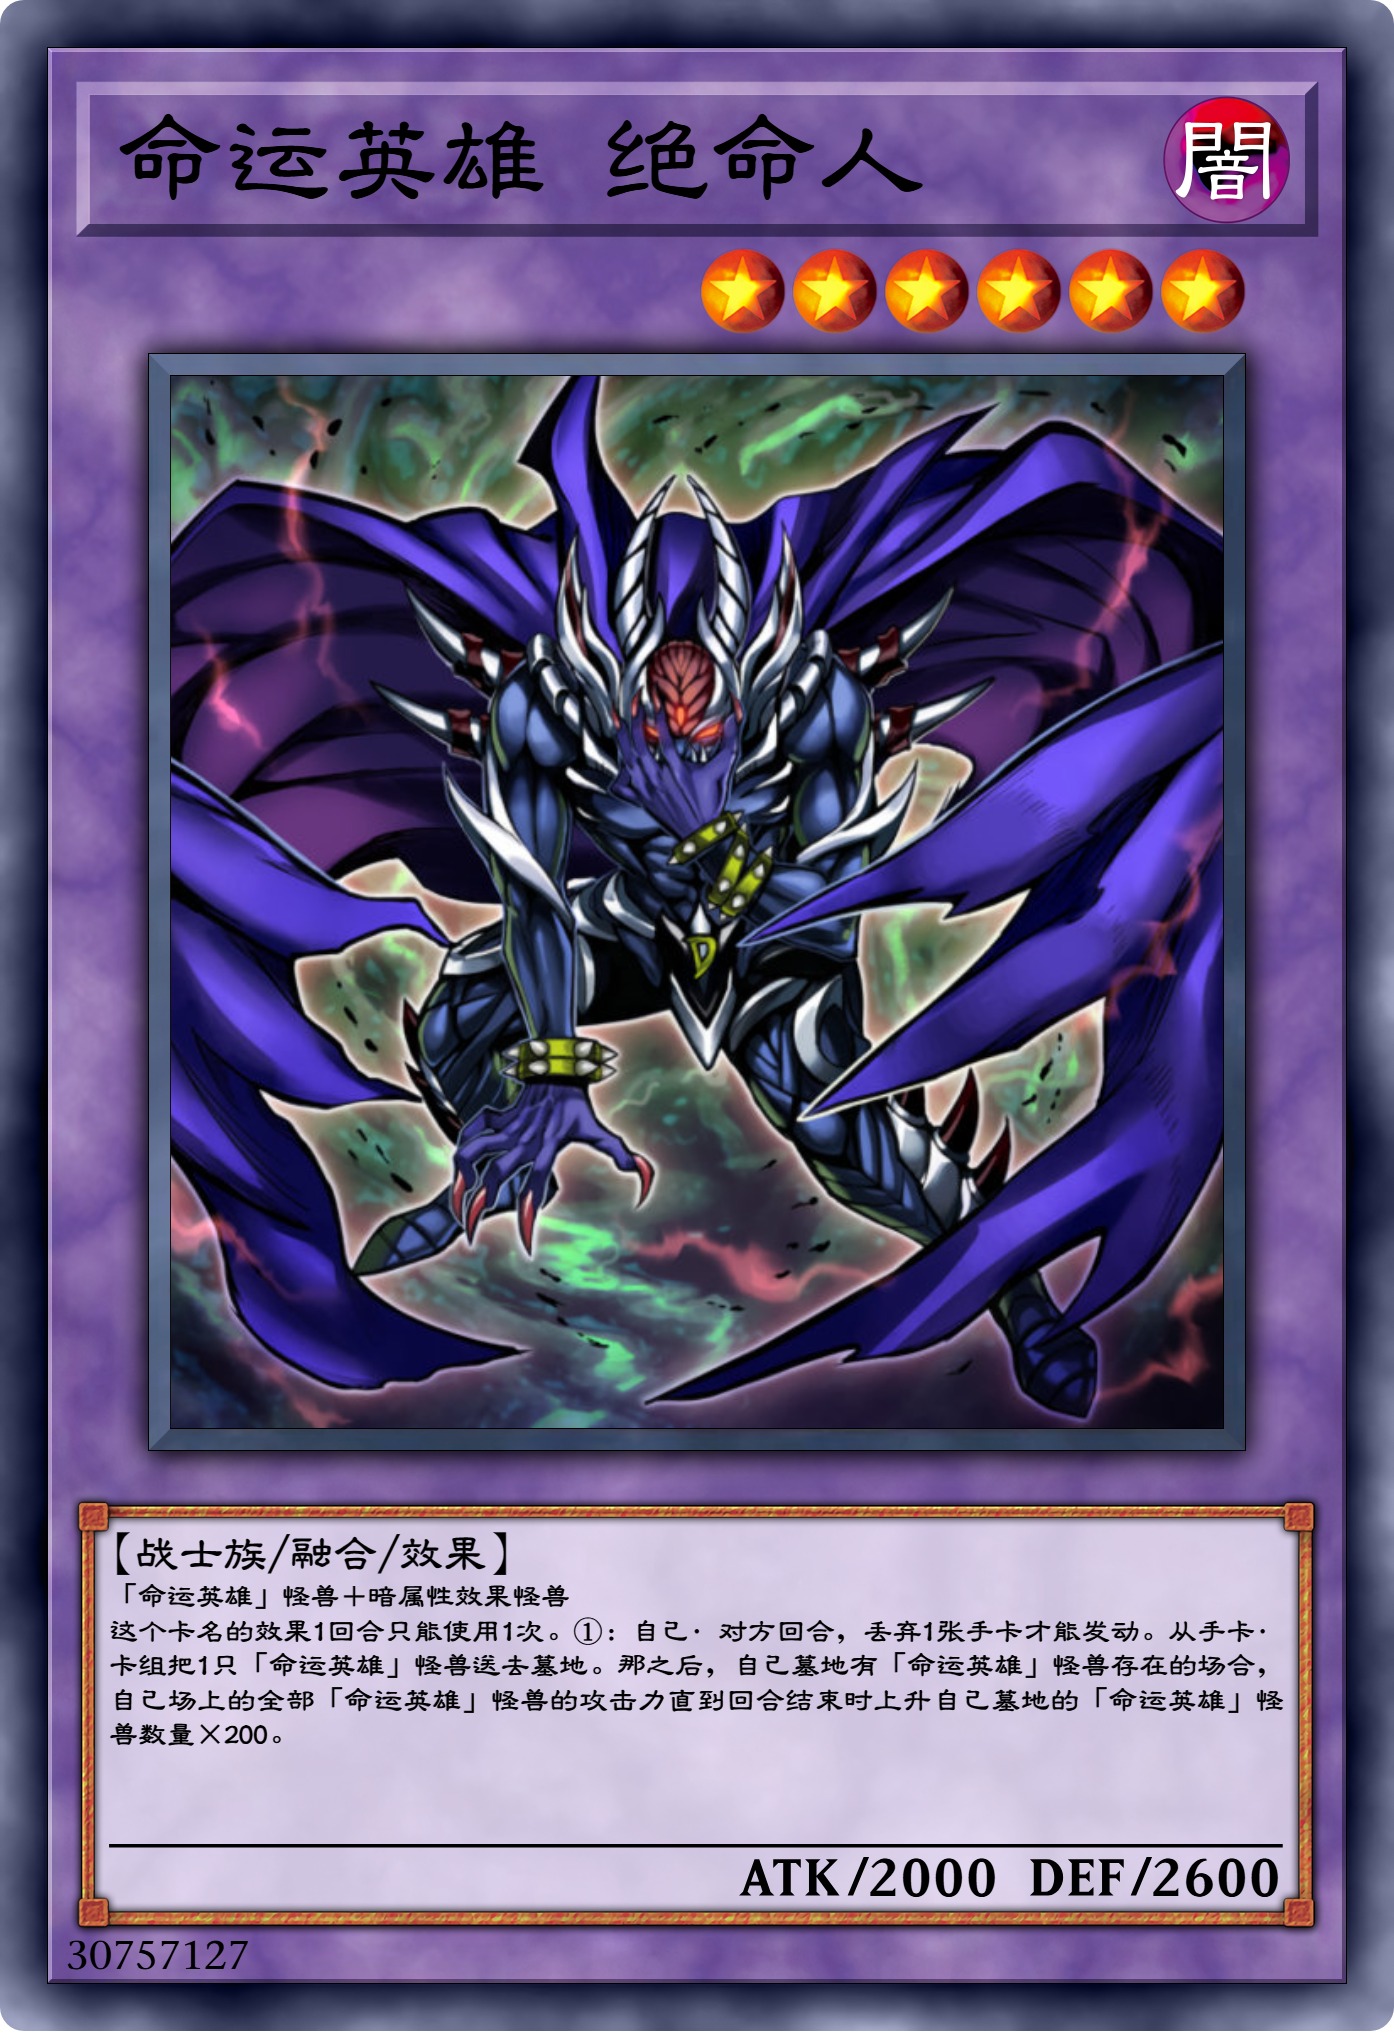 命运英雄 绝命人
闇
D
【战士族/融合/效果】
「命运英雄」怪兽＋暗属性效果怪兽
这个卡名的效果1回合只能使用1次。①：自己·对方回合，丢弃1张手卡才能发动。从手卡·
卡组把1只「命运英雄」怪兽送去墓地。那之后，自己墓地有「命运英雄」怪兽存在的场合，
自己场上的全部「命运英雄」怪兽的攻击力直到回合结束时上升自己墓地的「命运英雄」怪
兽数量×200。
ATK/2000 DEF/2600
30757127